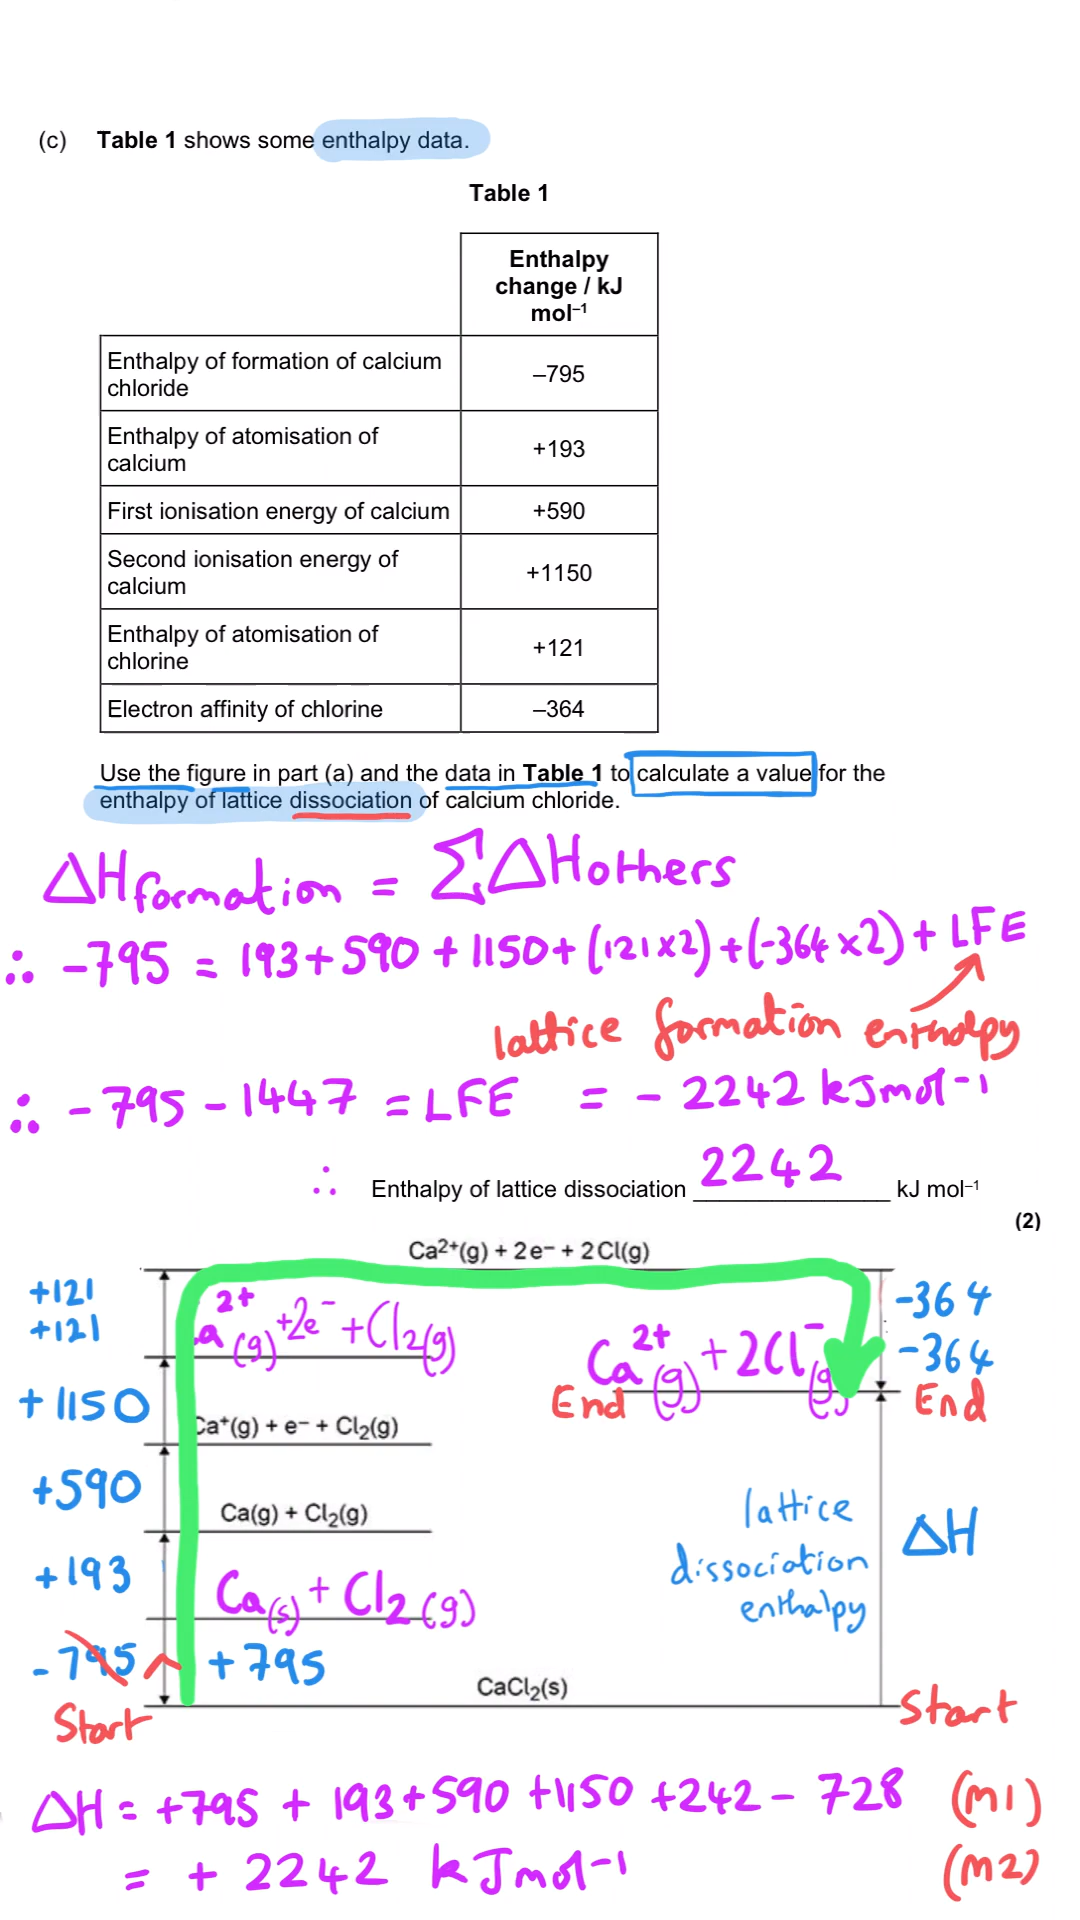 (c) Table 1 shows some enthalpy data.
Table 1
Enthalpy
change / kJ
mol⁻¹
Enthalpy of formation of calcium
chloride
–795
Enthalpy of atomisation of
calcium
+193
First ionisation energy of calcium
+590
Second ionisation energy of
calcium
+1150
Enthalpy of atomisation of
chlorine
+121
Electron affinity of chlorine
–364
Use the figure in part (a) and the data in Table 1 to calculate a value for the
enthalpy of lattice dissociation of calcium chloride.
ΔHformation = ΣΔHothers
∴ -795 = 193+590+1150+(121x2)+(-364x2)+LFE
lattice formation enthalpy
∴ -795-1447 = LFE = -2242 kJmol⁻¹
∴ Enthalpy of lattice dissociation 2242 kJ mol⁻¹
(2)
Ca²⁺(g) + 2e⁻ + 2Cl(g)
+121
+121
a²⁺(g) +2e⁻ +Cl₂(g)
-364
-364
Ca²⁺(g) + 2Cl⁻(g)
End
End
+1150
Ca⁺(g) + e⁻ + Cl₂(g)
+590
Ca(g) + Cl₂(g)
lattice
dissociation
enthalpy
ΔH
+193
Ca(s) + Cl₂(g)
-795 +795
CaCl₂(s)
Start
Start
ΔH = +795 + 193+590 +1150 +242 - 728 (M1)
= + 2242 kJmol⁻¹ (M2)